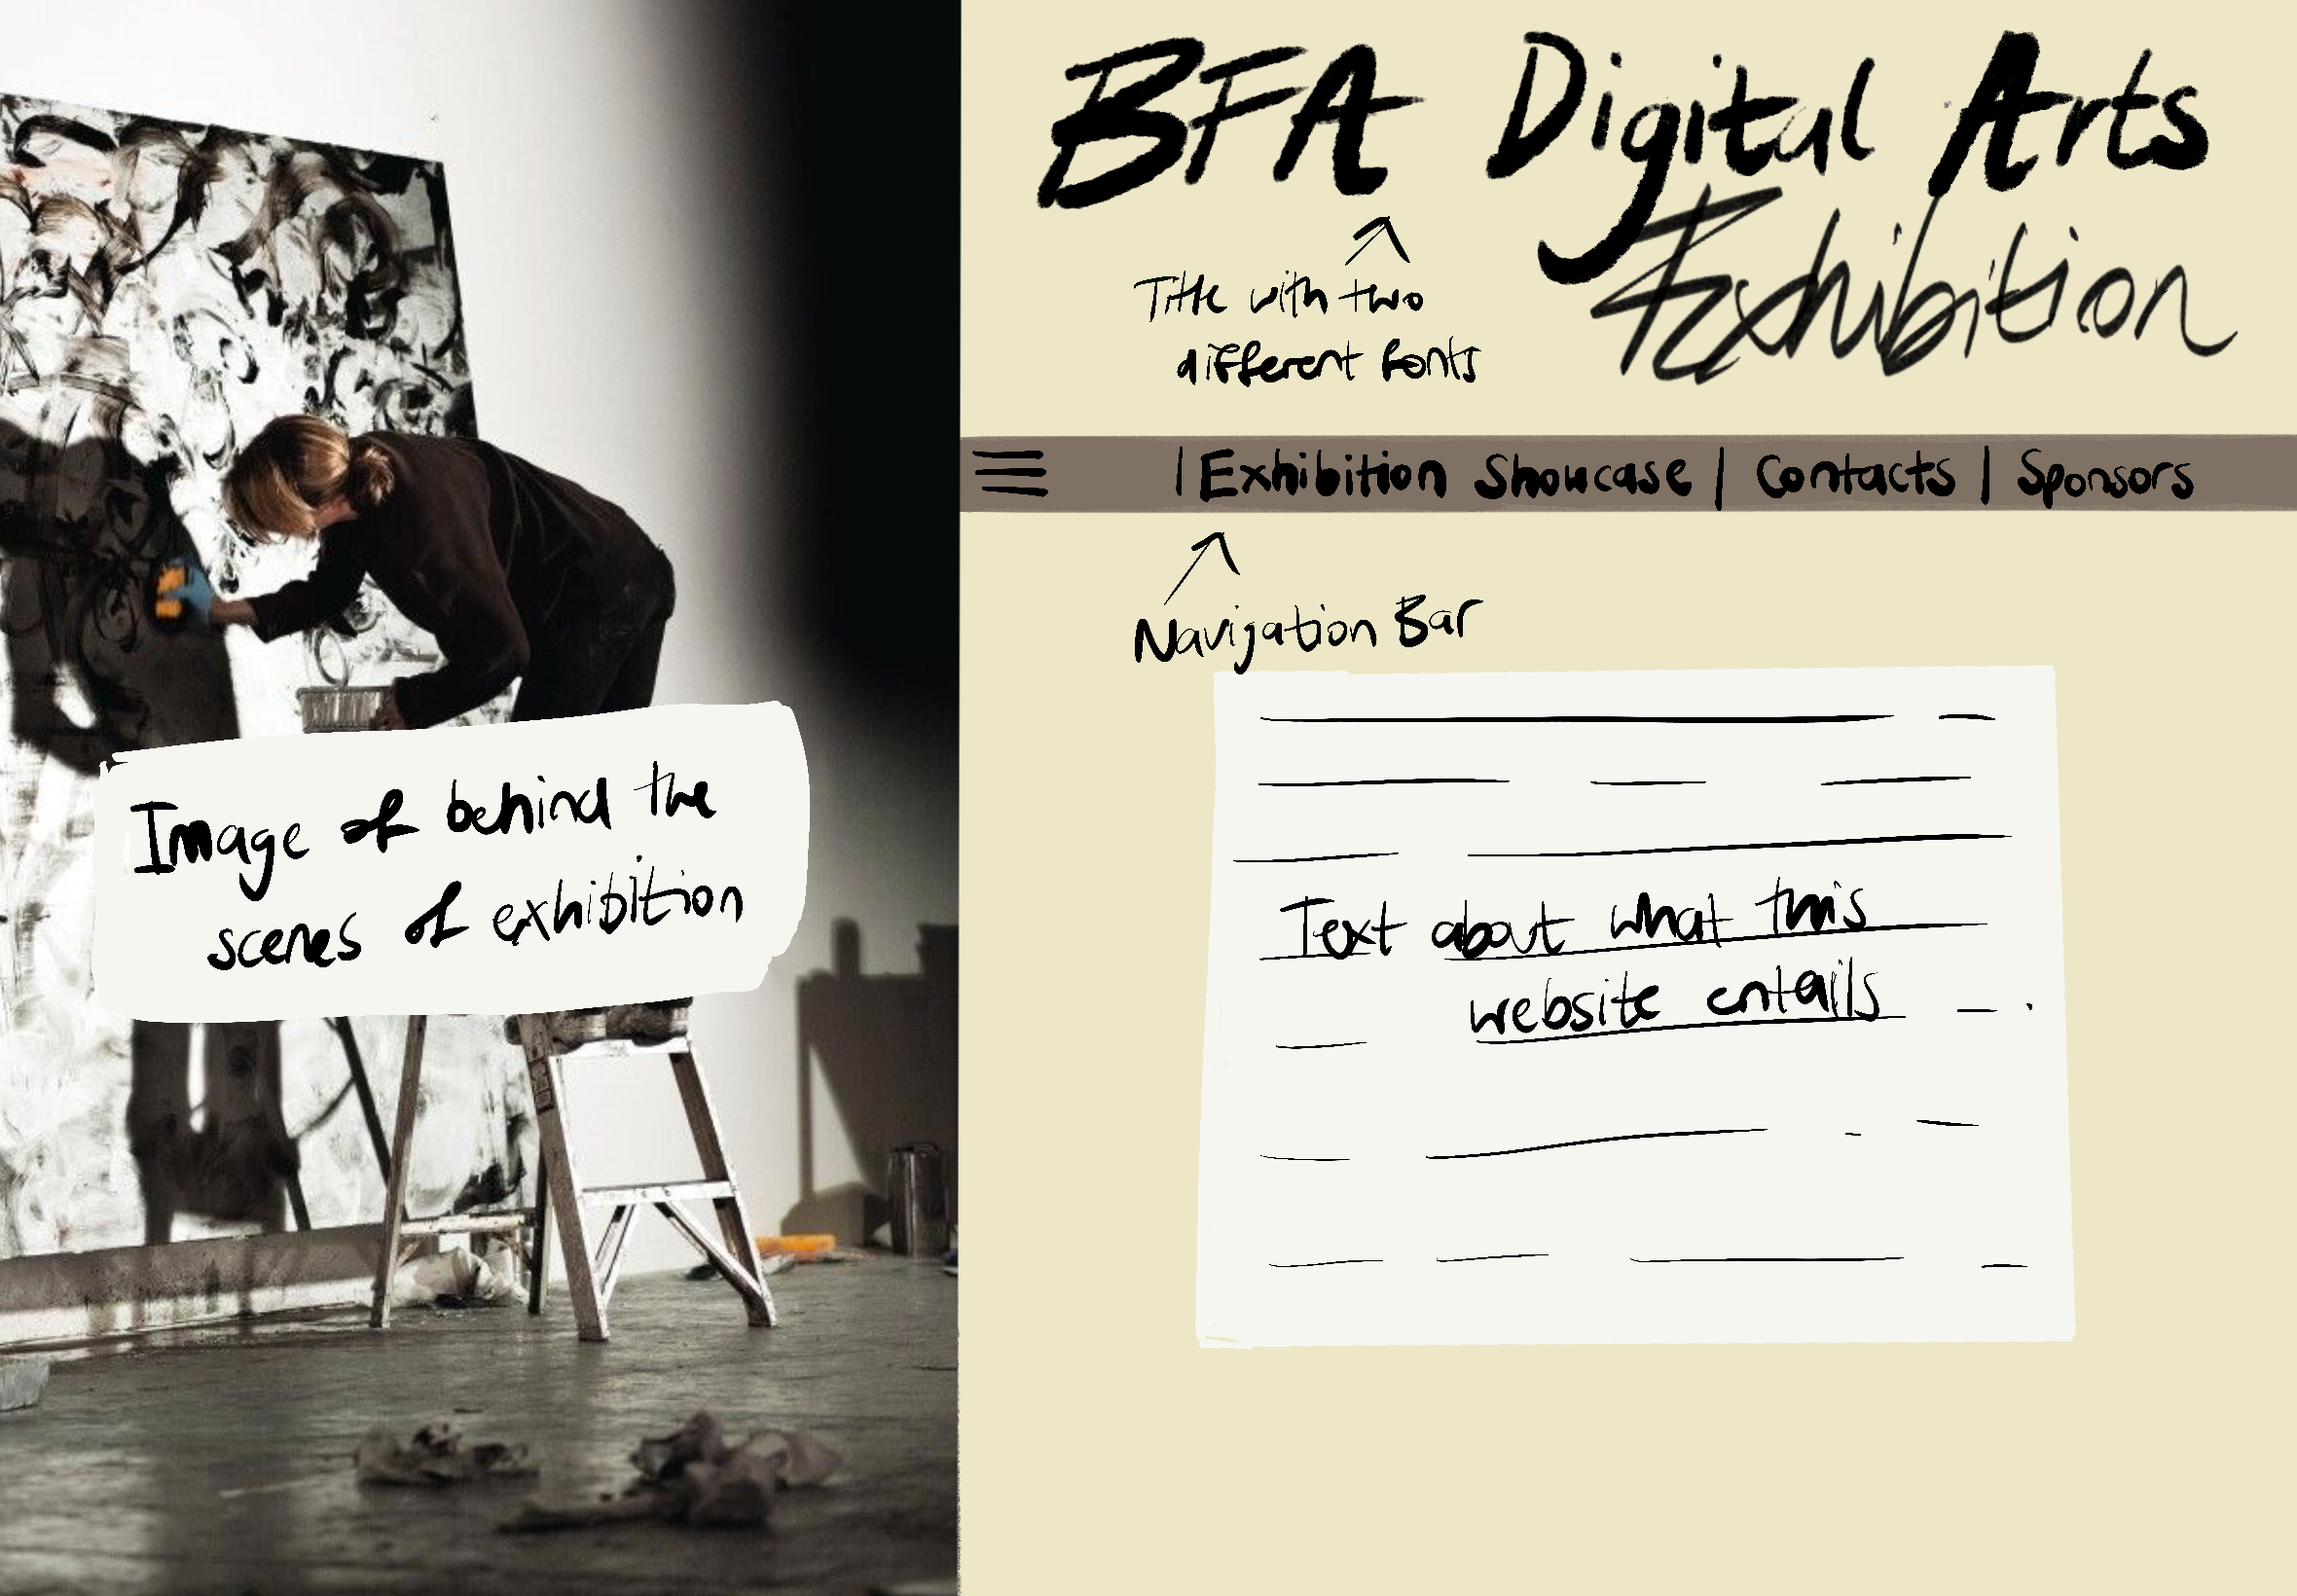 BFA Digital Arts
Exhibition
Title with two
different fonts
| Exhibition Showcase | Contacts | Sponsors
Navigation Bar
Image of behind the
scenes of exhibition
Text about what this
website entails